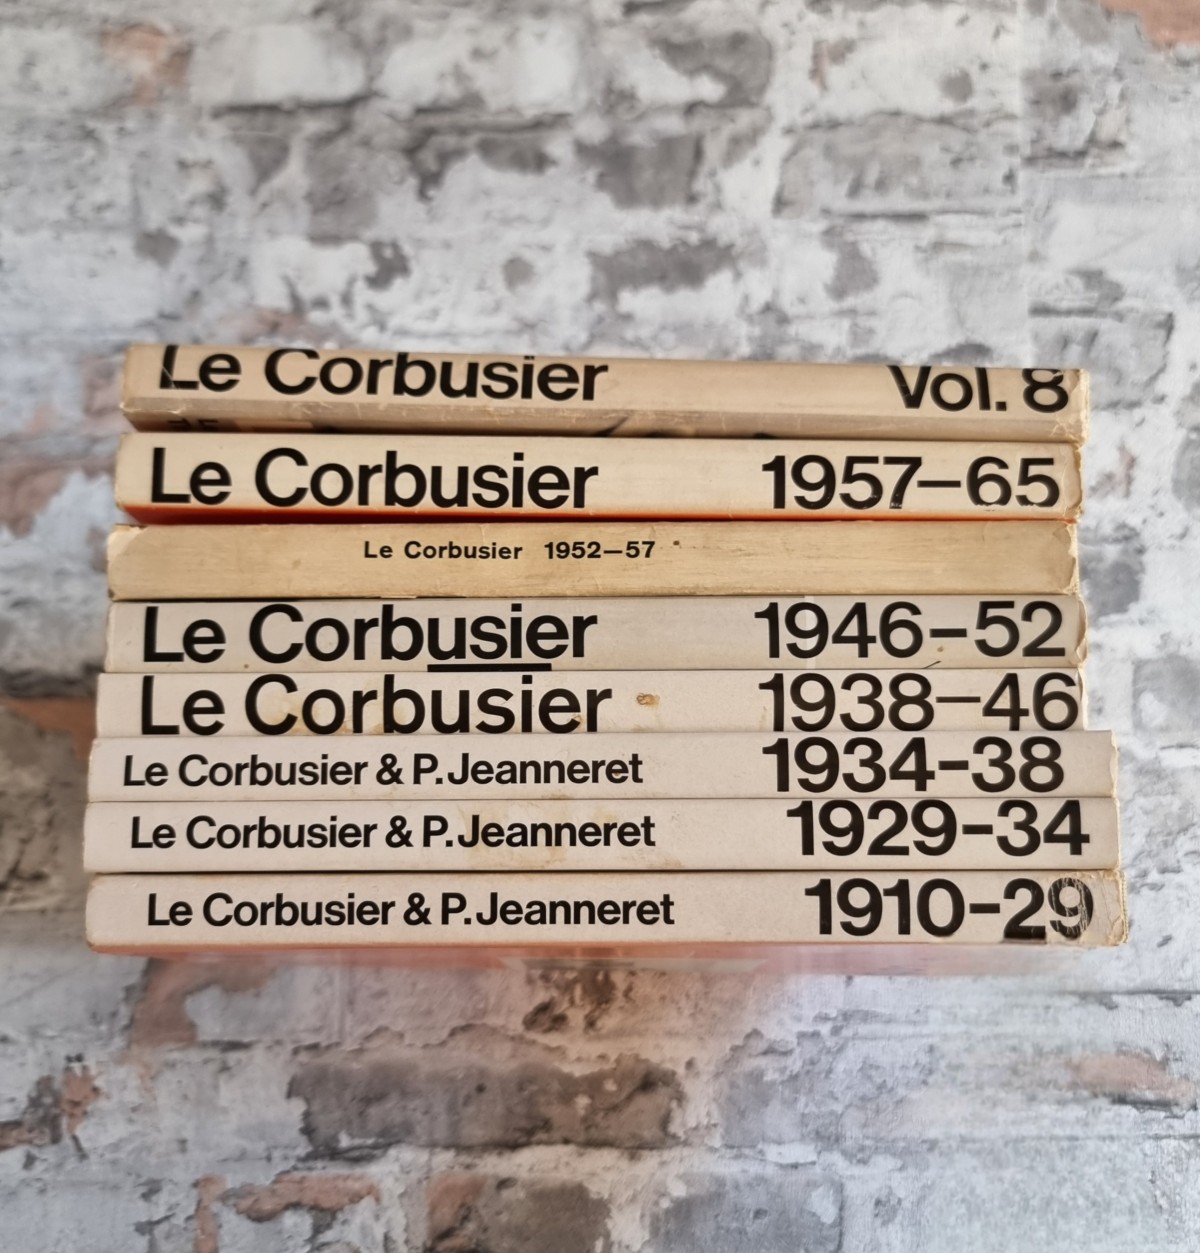 Le Corbusier Vol. 8
Le Corbusier 1957–65
Le Corbusier 1952–57
Le Corbusier 1946–52
Le Corbusier 1938–46
Le Corbusier & P. Jeanneret 1934–38
Le Corbusier & P. Jeanneret 1929–34
Le Corbusier & P. Jeanneret 1910–29